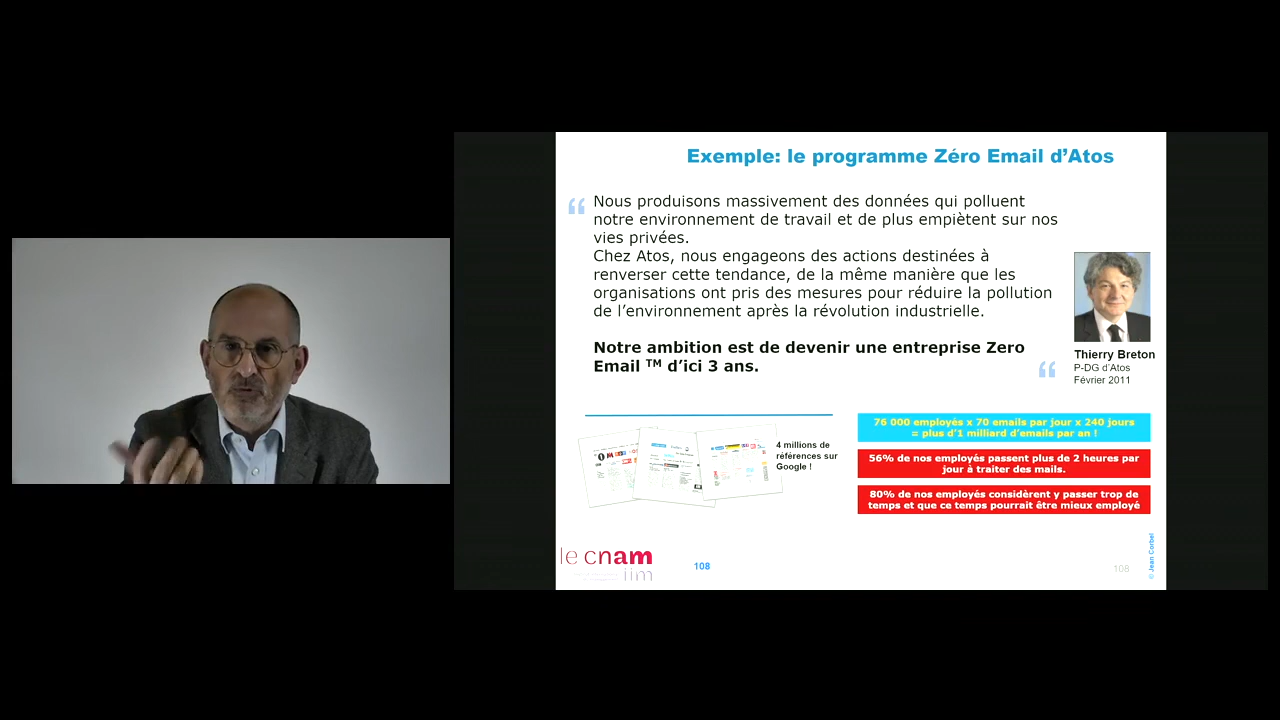 Exemple: le programme Zéro Email d’Atos
“
Nous produisons massivement des données qui polluent
notre environnement de travail et de plus empiètent sur nos
vies privées.
Chez Atos, nous engageons des actions destinées à
renverser cette tendance, de la même manière que les
organisations ont pris des mesures pour réduire la pollution
de l’environnement après la révolution industrielle.
Notre ambition est de devenir une entreprise Zero
Email TM d’ici 3 ans.
“
Thierry Breton
P-DG d’Atos
Février 2011
4 millions de
références sur
Google !
76 000 employés x 70 emails par jour x 240 jours
= plus d’1 milliard d’emails par an !
56% de nos employés passent plus de 2 heures par
jour à traiter des mails.
80% de nos employés considèrent y passer trop de
temps et que ce temps pourrait être mieux employé
le cnam
iim
108
108
© Jean Corbel